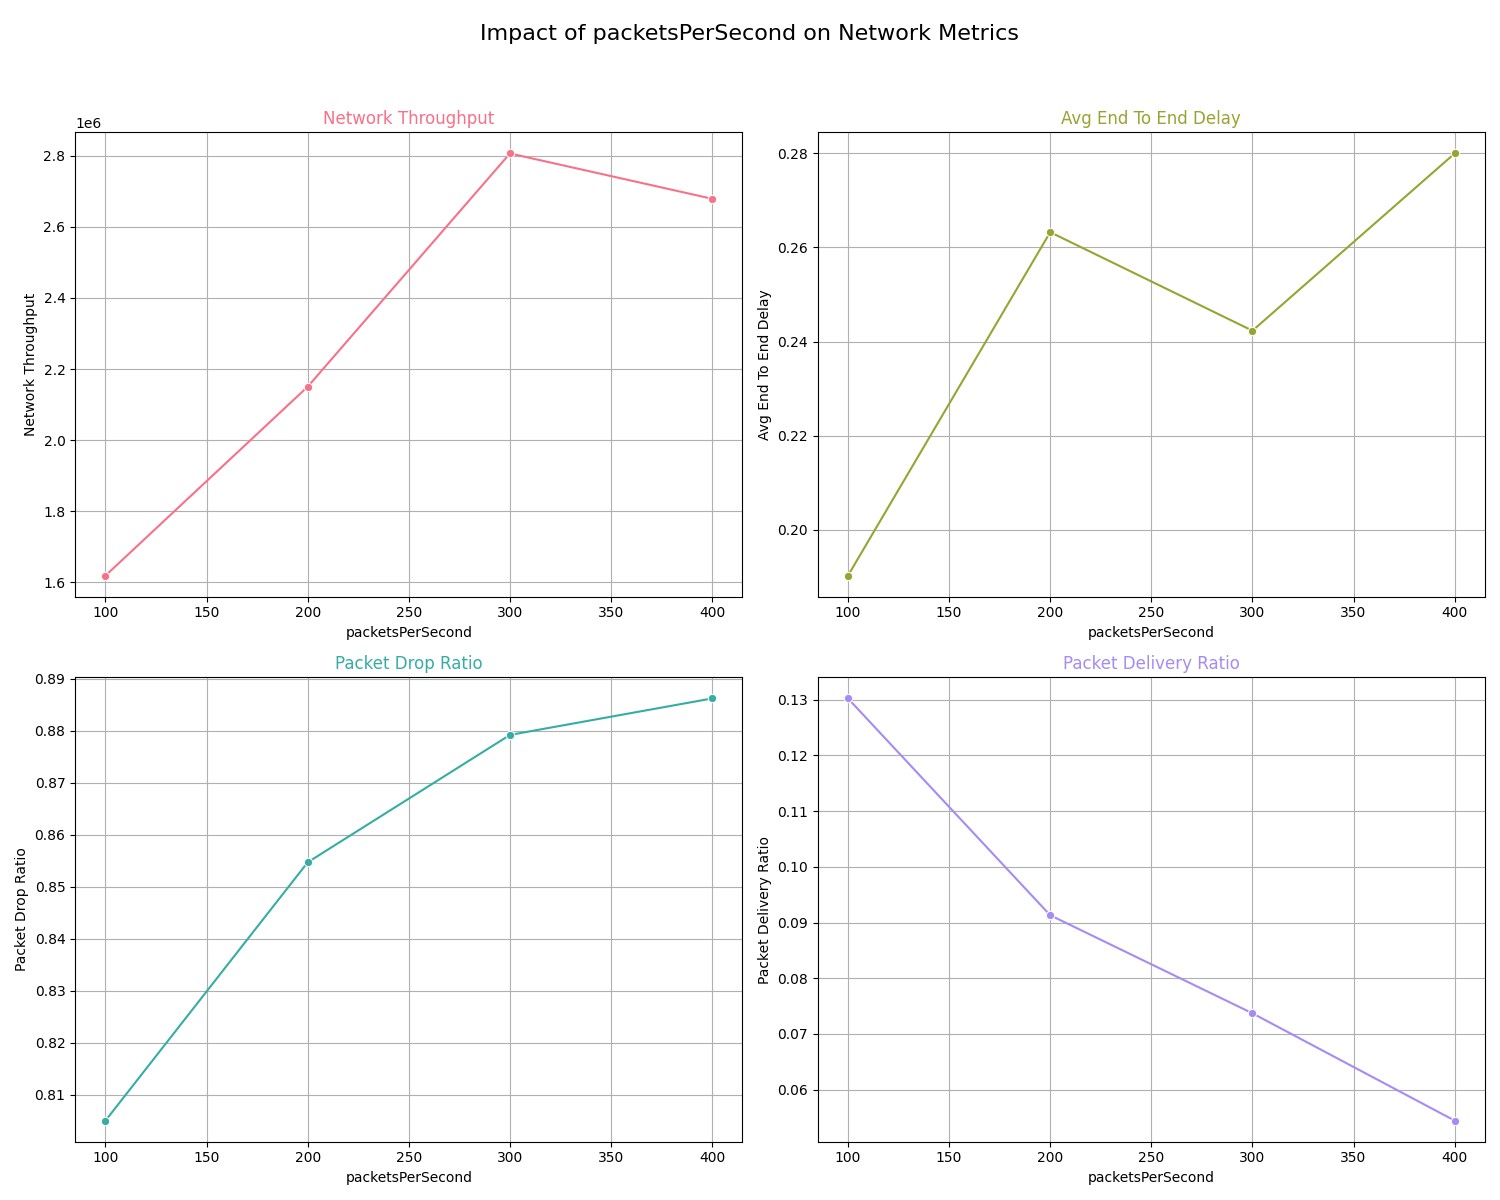 Impact of packetsPerSecond on Network Metrics
Network Throughput
1e6
2.8
2.6
2.4
2.2
2.0
1.8
1.6
Network Throughput
100 150 200 250 300 350 400
packetsPerSecond
Avg End To End Delay
0.28
0.26
0.24
0.22
0.20
Avg End To End Delay
100 150 200 250 300 350 400
packetsPerSecond
Packet Drop Ratio
0.89
0.88
0.87
0.86
0.85
0.84
0.83
0.82
0.81
Packet Drop Ratio
100 150 200 250 300 350 400
packetsPerSecond
Packet Delivery Ratio
0.13
0.12
0.11
0.10
0.09
0.08
0.07
0.06
Packet Delivery Ratio
100 150 200 250 300 350 400
packetsPerSecond